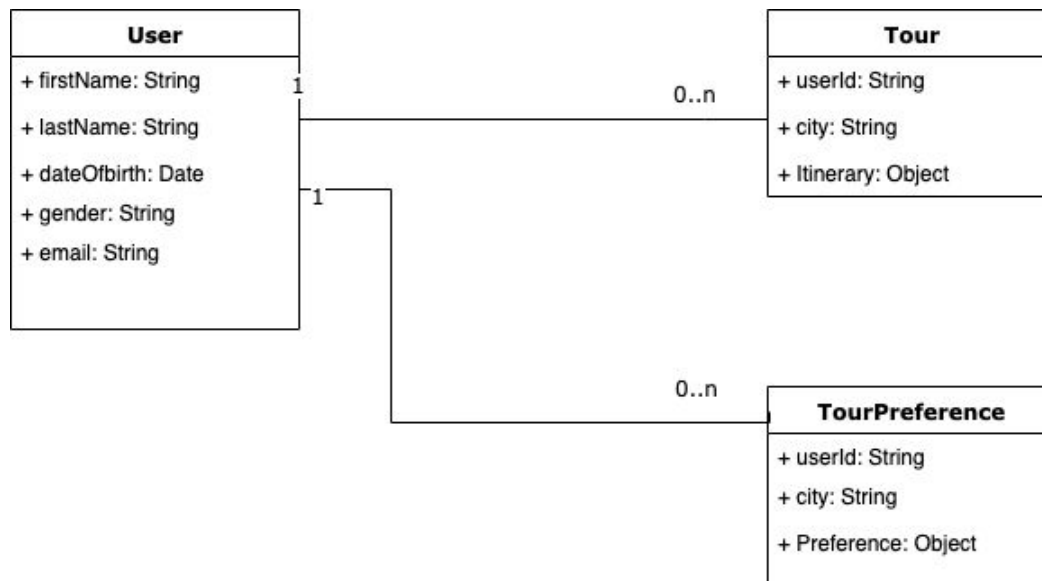 User
+ firstName: String
+ lastName: String
+ dateOfbirth: Date
+ gender: String
+ email: String
1
1
0..n
Tour
+ userId: String
+ city: String
+ Itinerary: Object
0..n
TourPreference
+ userId: String
+ city: String
+ Preference: Object